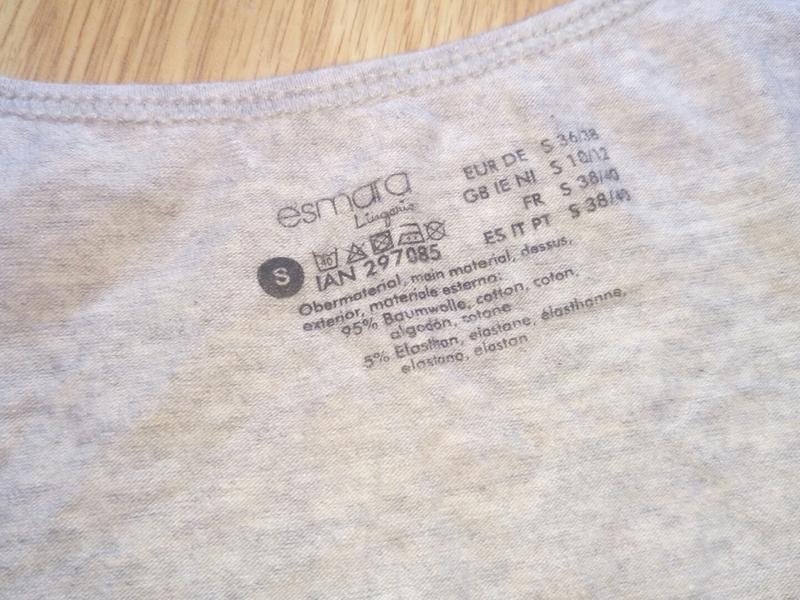 esmara
Lingerie
EUR DE S 36/38
GB IE NI S 10/12
FR S 38/40
ES IT PT S 38/40
40
S
IAN 297085
Obermaterial, main material, dessus,
exterior, materiale esterno:
95% Baumwolle, cotton, coton,
algodón, cotone
5% Elasthan, elastane, élasthanne,
elastano, elastan